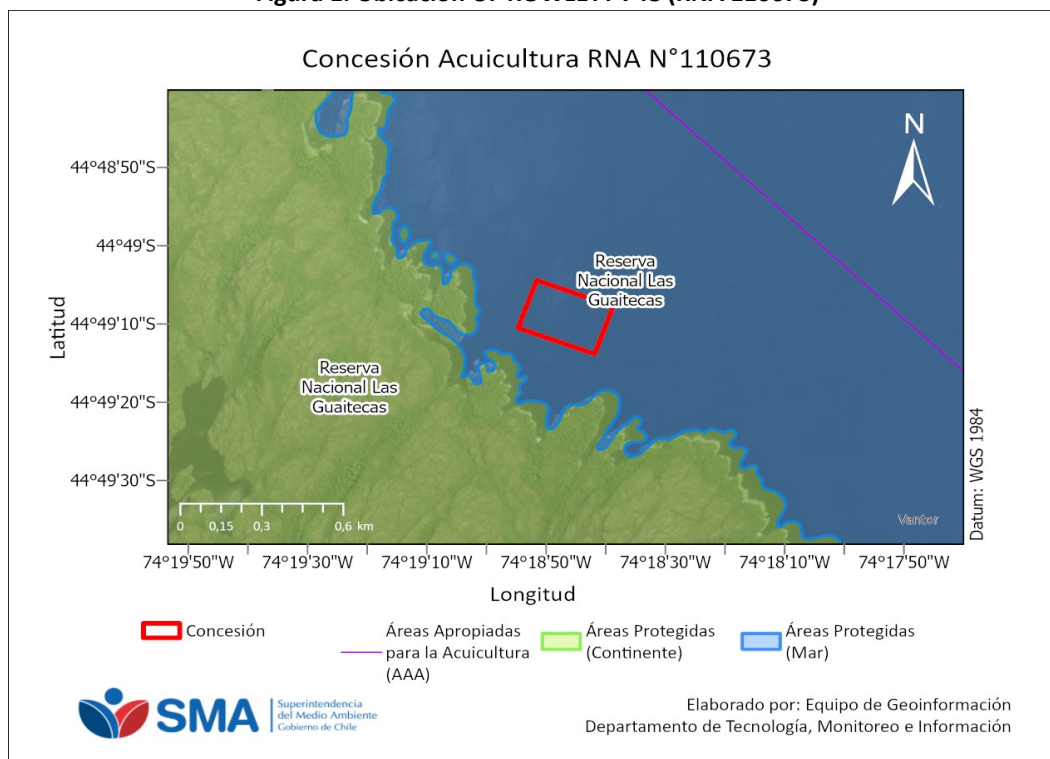 Concesión Acuicultura RNA N°110673
N
44°48'50"S
44°49'S
44°49'10"S
44°49'20"S
44°49'30"S
Latitud
Reserva
Nacional Las
Guaitecas
Reserva
Nacional Las
Guaitecas
0 0,15 0,3 0,6 km
Vantor
Datum: WGS 1984
74°19'50"W 74°19'30"W 74°19'10"W 74°18'50"W 74°18'30"W 74°18'10"W 74°17'50"W
Longitud
Concesión
Áreas Apropiadas
para la Acuicultura
(AAA)
Áreas Protegidas
(Continente)
Áreas Protegidas
(Mar)
SMA
Superintendencia
del Medio Ambiente
Gobierno de Chile
Elaborado por: Equipo de Geoinformación
Departamento de Tecnología, Monitoreo e Información